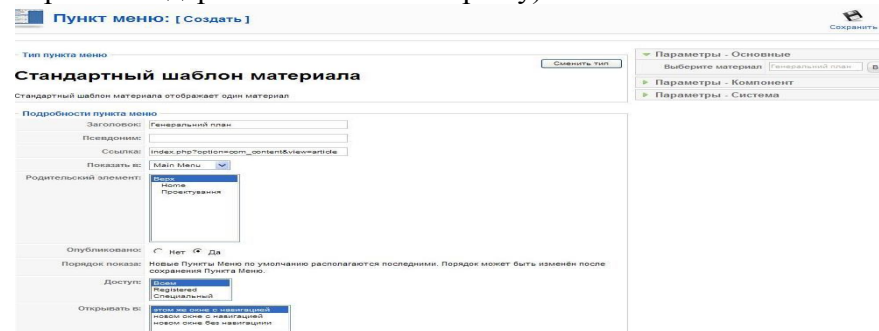 Пункт меню: [ Создать ]
Сохранить
Тип пункта меню
Сменить тип
Стандартный шаблон материала
Стандартный шаблон материала отображает один материал
Подробности пункта меню
Заголовок: Генеральний план
Псевдоним:
Ссылка: index.php?option=com_content&view=article
Показать в: Main Menu
Родительский элемент: Верх
Home
Проектування
Опубликовано: Нет Да
Порядок показа: Новые Пункты Меню по умолчанию располагаются последними. Порядок может быть изменён после
сохранения Пункта Меню.
Доступ: Всем
Registered
Специальный
Открывать в: этом же окне с навигацией
новом окне с навигацией
новом окне без навигации
Параметры - Основные
Выберите материал Генеральний план
Параметры - Компонент
Параметры - Система